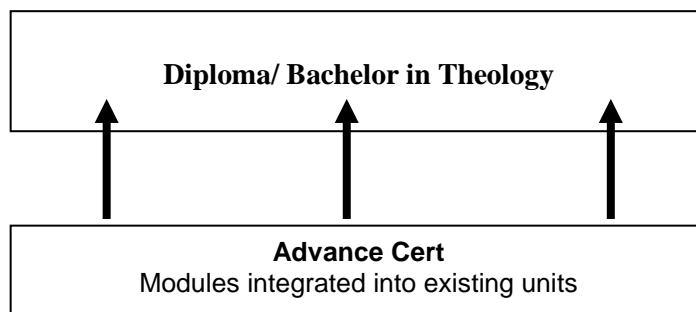 Diploma/ Bachelor in Theology
Advance Cert
Modules integrated into existing units